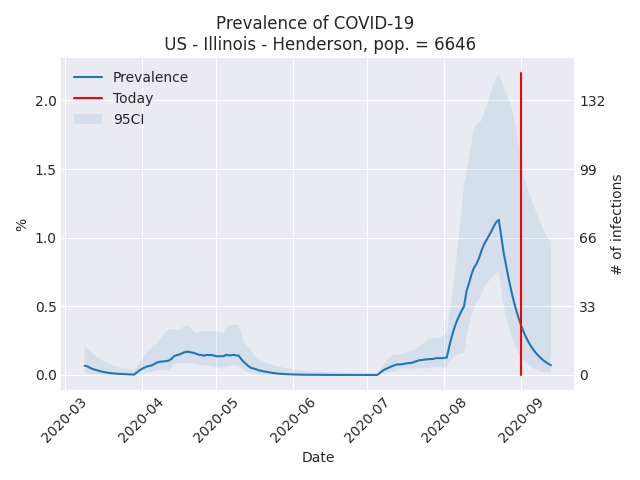 Prevalence of COVID-19
US - Illinois - Henderson, pop. = 6646
Prevalence
Today
95CI
%
2.0
1.5
1.0
0.5
0.0
132
99
66
33
0
# of infections
2020-03
2020-04
2020-05
2020-06
2020-07
2020-08
2020-09
Date